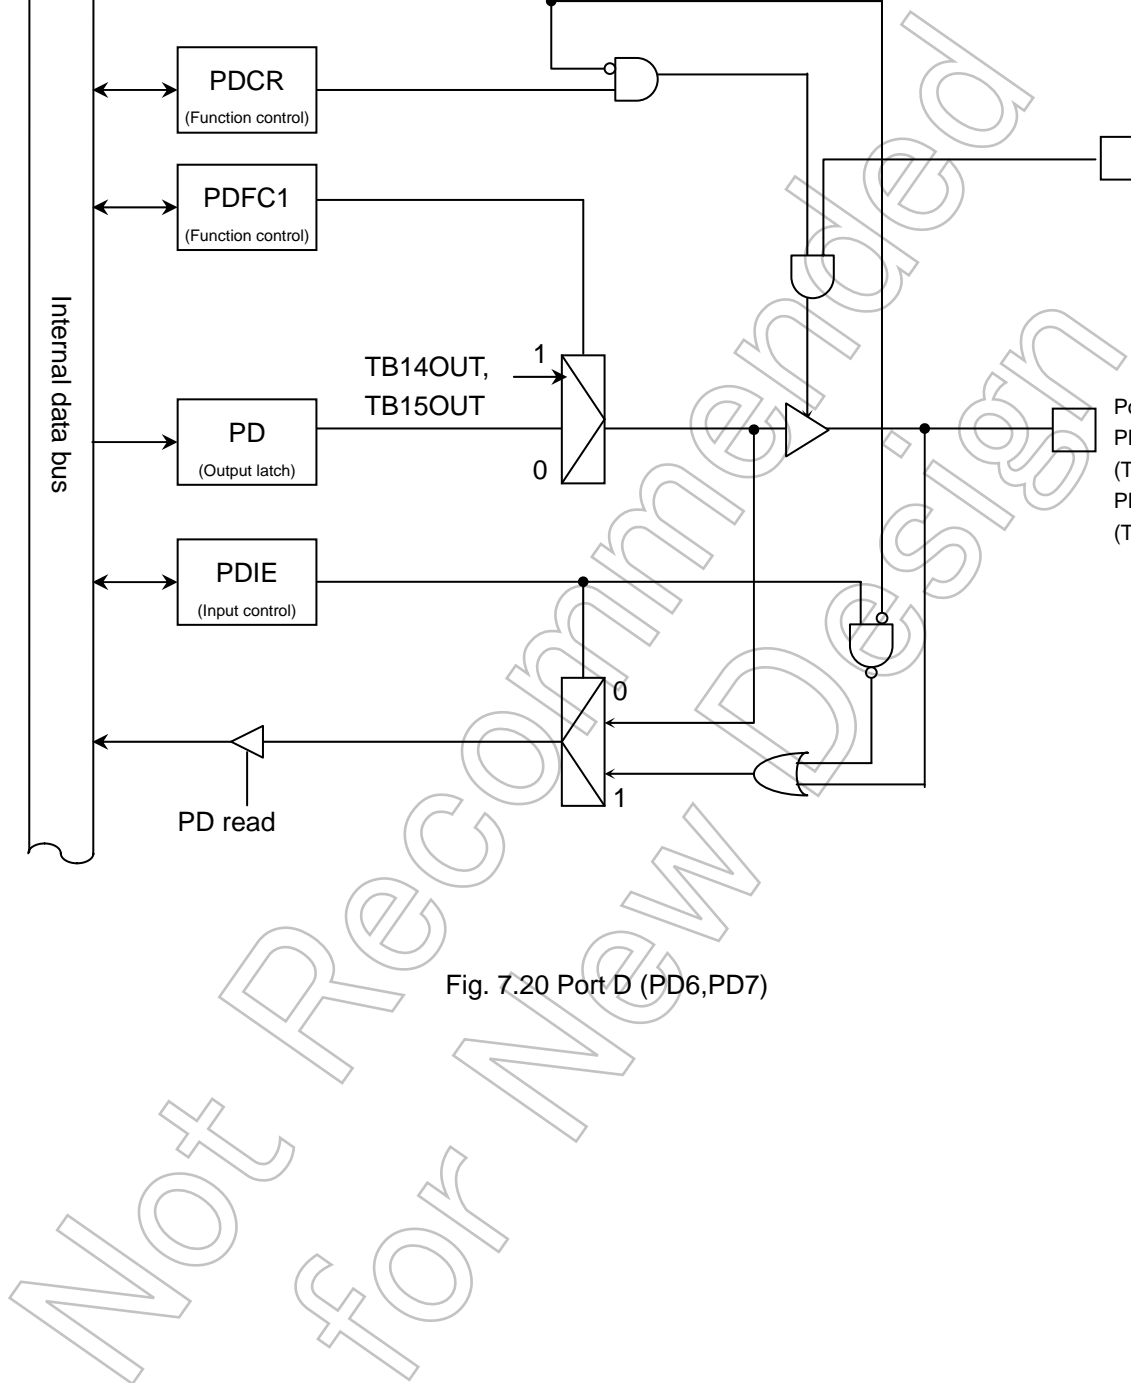 PDCR
(Function control)
PDFC1
(Function control)
Internal data bus
TB14OUT,
TB15OUT
1
0
PD
(Output latch)
PDIE
(Input control)
0
1
PD read
Fig. 7.20 Port D (PD6,PD7)
Not Recommended
for New Design